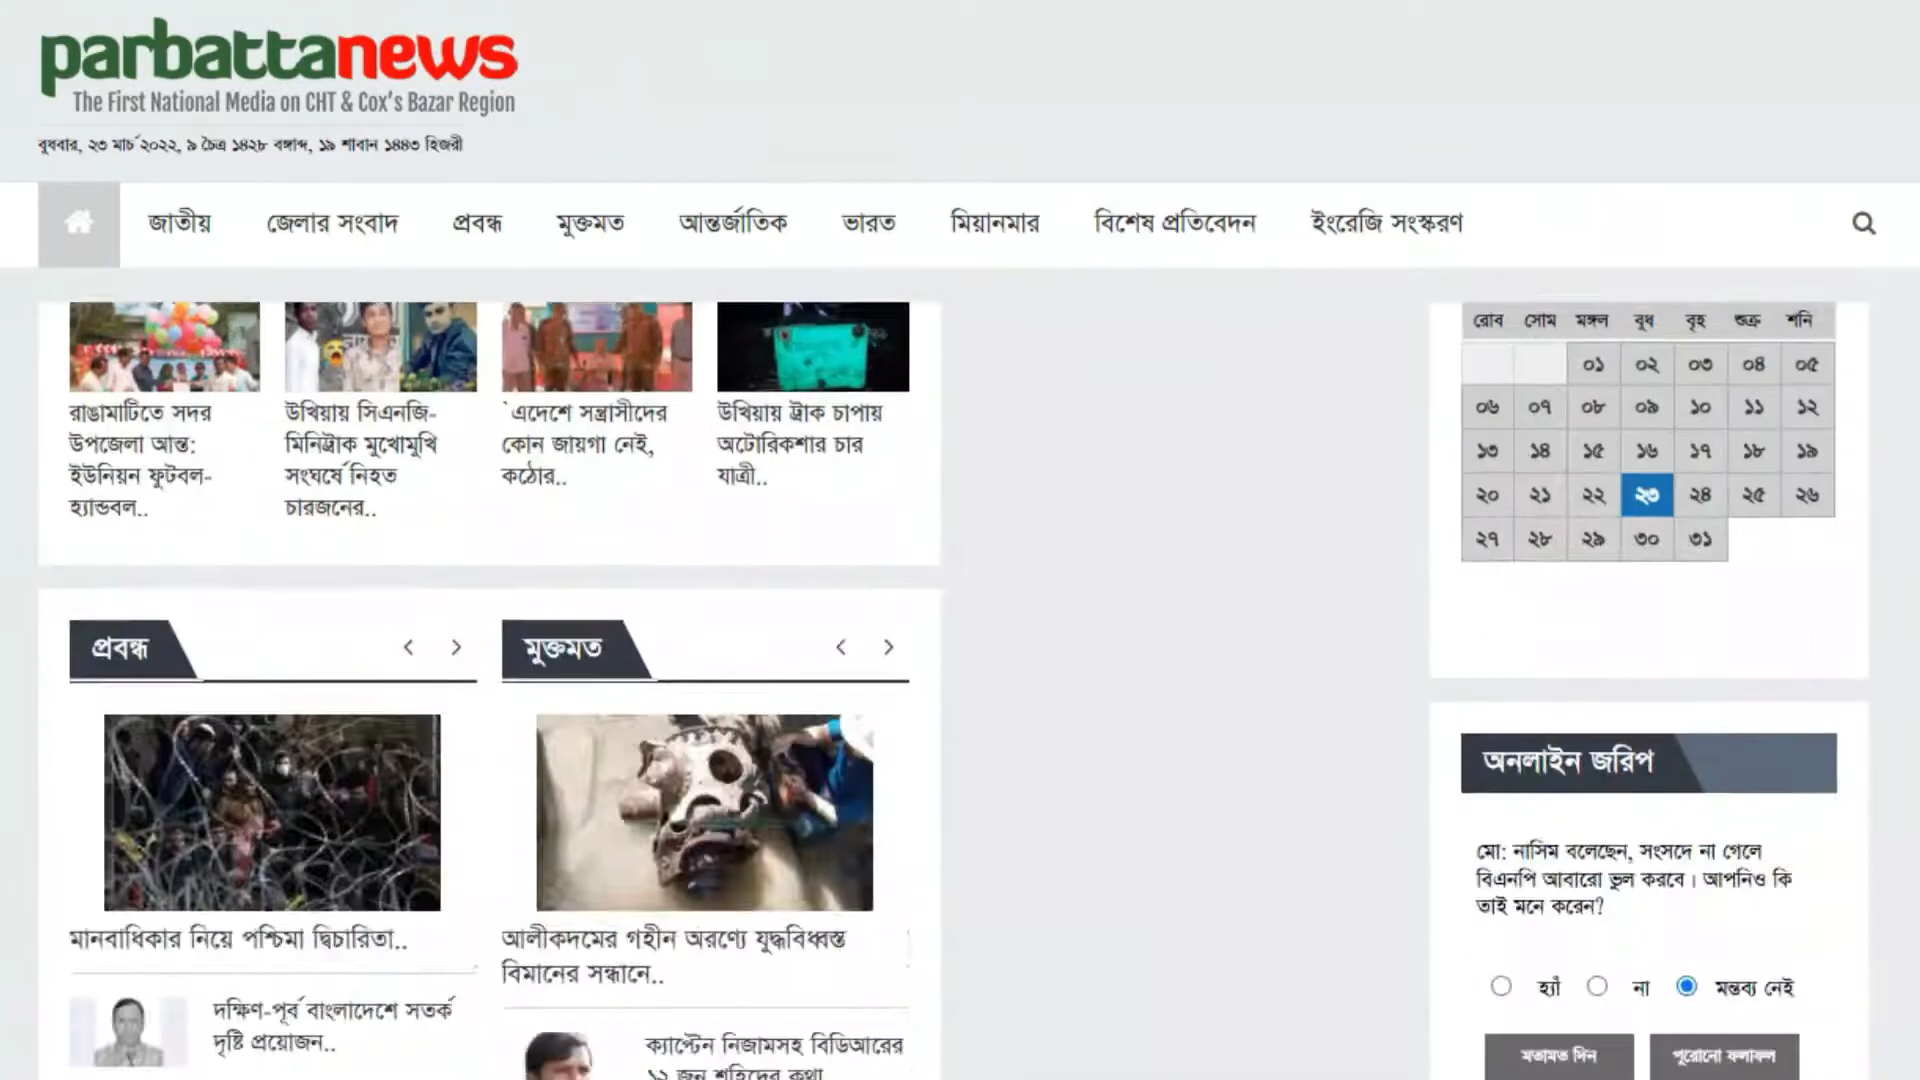 parbattanews
The First National Media on CHT & Cox's Bazar Region
বুধবার, ২৩ মার্চ ২০২২, ৯ চৈত্র ১৪২৮ বঙ্গাব্দ, ১৯ শাবান ১৪৪৩ হিজরী
জাতীয় জেলার সংবাদ প্রবন্ধ মুক্তমত আন্তর্জাতিক ভারত মিয়ানমার বিশেষ প্রতিবেদন ইংরেজি সংস্করণ
রাঙামাটিতে সদর
উপজেলা আন্ত:
ইউনিয়ন ফুটবল-
হ্যান্ডবল..
উখিয়ায় সিএনজি-
মিনিট্রাক মুখোমুখি
সংঘর্ষে নিহত
চারজনের..
`এদেশে সন্ত্রাসীদের
কোন জায়গা নেই,
কঠোর..
উখিয়ায় ট্রাক চাপায়
অটোরিকশার চার
যাত্রী..
রোব সোম মঙ্গল বুধ বৃহ শুক্র শনি
০১ ০২ ০৩ ০৪ ০৫
০৬ ০৭ ০৮ ০৯ ১০ ১১ ১২
১৩ ১৪ ১৫ ১৬ ১৭ ১৮ ১৯
২০ ২১ ২২ ২৩ ২৪ ২৫ ২৬
২৭ ২৮ ২৯ ৩০ ৩১
প্রবন্ধ
মানবাধিকার নিয়ে পশ্চিমা দ্বিচারিতা..
দক্ষিণ-পূর্ব বাংলাদেশে সতর্ক
দৃষ্টি প্রয়োজন..
মুক্তমত
আলীকদমের গহীন অরণ্যে যুদ্ধবিধ্বস্ত
বিমানের সন্ধানে..
ক্যাপ্টেন নিজামসহ বিডিআরের
১২ জন শহিদের কথা
অনলাইন জরিপ
মো: নাসিম বলেছেন, সংসদে না গেলে
বিএনপি আবারো ভুল করবে। আপনিও কি
তাই মনে করেন?
হ্যাঁ না মন্তব্য নেই
মতামত দিন পুরোনো ফলাফল